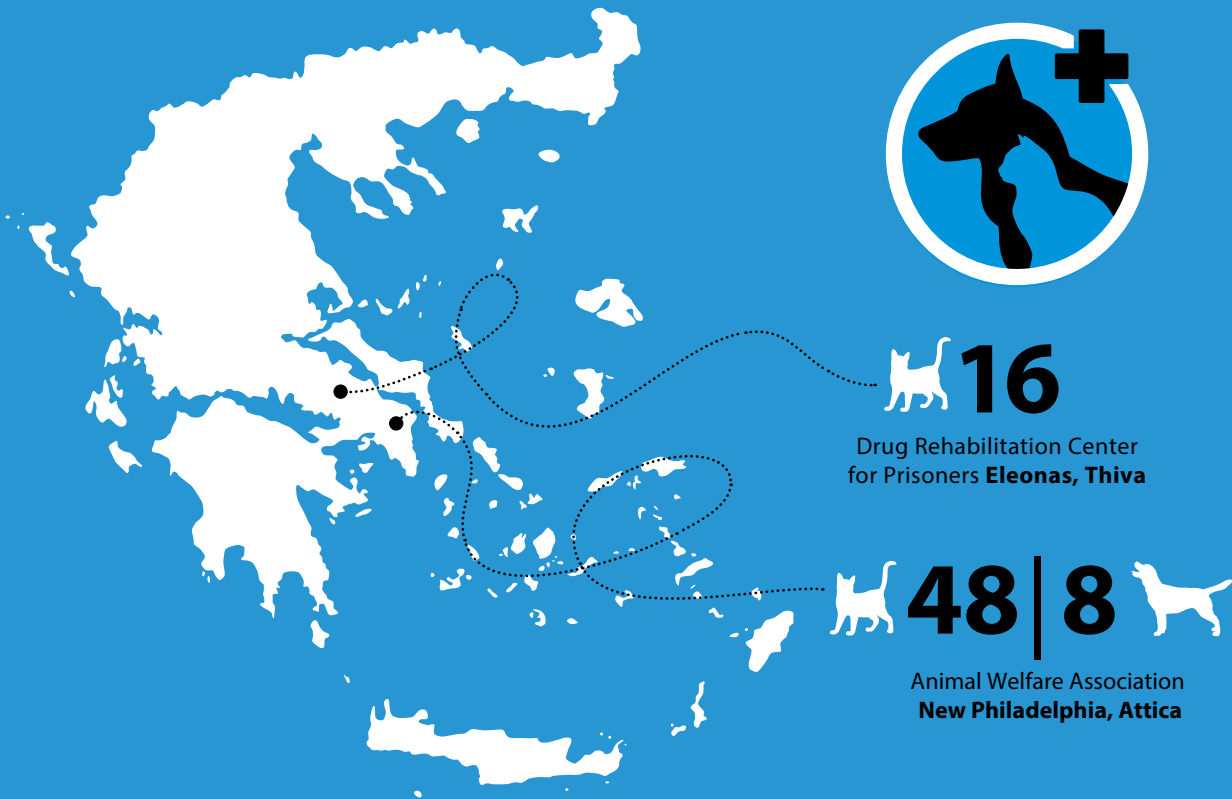 16
Drug Rehabilitation Center
for Prisoners Eleonas, Thiva
48|8
Animal Welfare Association
New Philadelphia, Attica